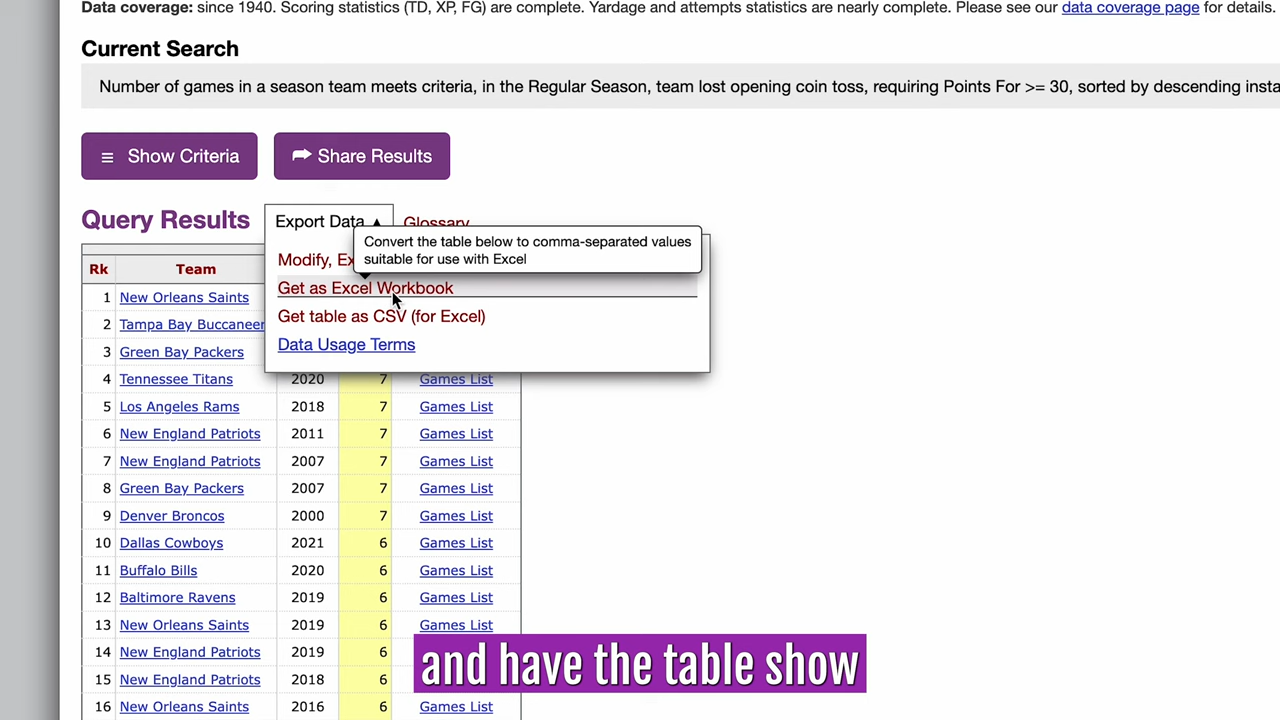 Data coverage: since 1940. Scoring statistics (TD, XP, FG) are complete. Yardage and attempts statistics are nearly complete. Please see our data coverage page for details.
Current Search
Number of games in a season team meets criteria, in the Regular Season, team lost opening coin toss, requiring Points For >= 30, sorted by descending
Show Criteria
Share Results
Query Results
Export Data ▲
Glossary
Convert the table below to comma-separated values
suitable for use with Excel
Modify,
Get as Excel Workbook
Get table as CSV (for Excel)
Data Usage Terms
Rk Team
1 New Orleans Saints
2 Tampa Bay
3 Green Bay Packers
4 Tennessee Titans 2020 7 Games List
5 Los Angeles Rams 2018 7 Games List
6 New England Patriots 2011 7 Games List
7 New England Patriots 2007 7 Games List
8 Green Bay Packers 2007 7 Games List
9 Denver Broncos 2000 7 Games List
10 Dallas Cowboys 2021 6 Games List
11 Buffalo Bills 2020 6 Games List
12 Baltimore Ravens 2019 6 Games List
13 New Orleans Saints 2019 6 Games List
14 New England Patriots 2019 6
15 New England Patriots 2018 6
16 New Orleans Saints 2016 6 Games List
and have the table show